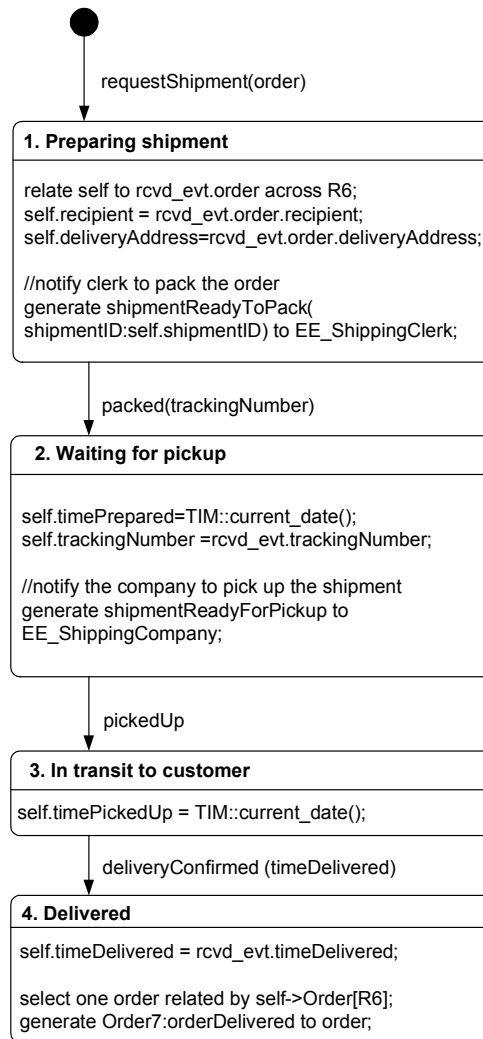 requestShipment(order)
1. Preparing shipment
relate self to rcvd_evt.order across R6;
self.recipient = rcvd_evt.order.recipient;
self.deliveryAddress=rcvd_evt.order.deliveryAddress;
//notify clerk to pack the order
generate shipmentReadyToPack(
shipmentID:self.shipmentID) to EE_ShippingClerk;
packed(trackingNumber)
2. Waiting for pickup
self.timePrepared=TIM::current_date();
self.trackingNumber =rcvd_evt.trackingNumber;
//notify the company to pick up the shipment
generate shipmentReadyForPickup to
EE_ShippingCompany;
pickedUp
3. In transit to customer
self.timePickedUp = TIM::current_date();
deliveryConfirmed (timeDelivered)
4. Delivered
self.timeDelivered = rcvd_evt.timeDelivered;
select one order related by self->Order[R6];
generate Order7:orderDelivered to order;